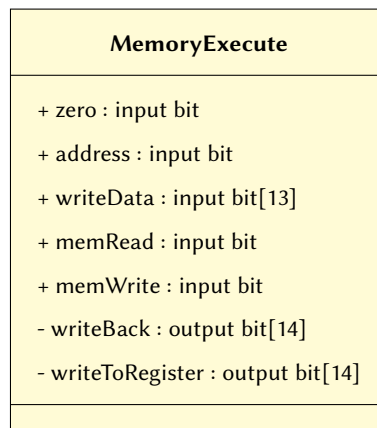 MemoryExecute
+ zero : input bit
+ address : input bit
+ writeData : input bit[13]
+ memRead : input bit
+ memWrite : input bit
- writeBack : output bit[14]
- writeToRegister : output bit[14]